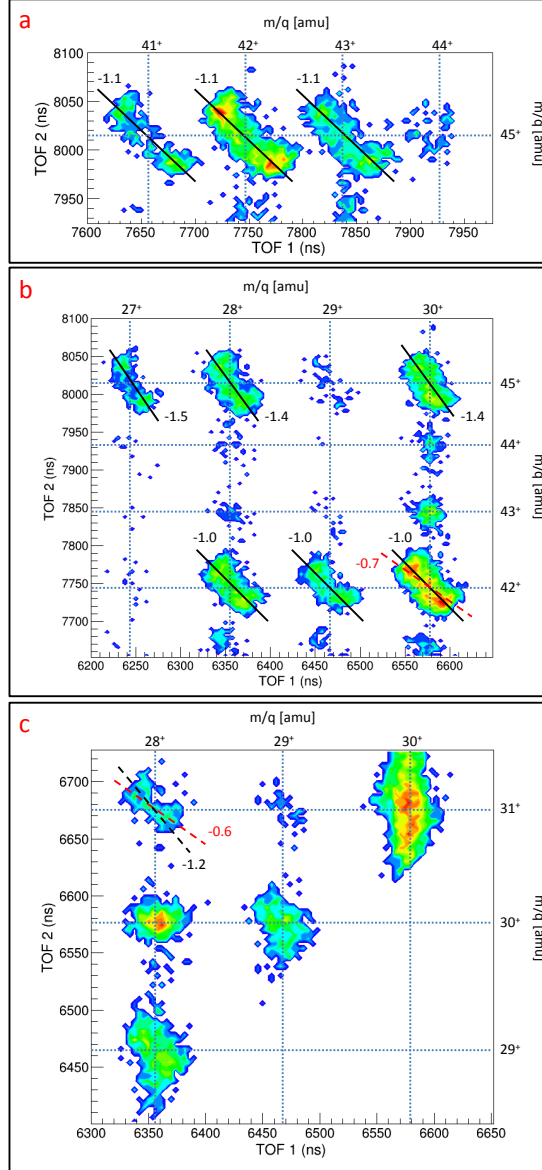 a
m/q [amu]
41⁺ 42⁺ 43⁺ 44⁺
8100
8050
8000
7950
TOF 2 (ns)
-1.1 -1.1 -1.1
45⁺
m/q [amu]
7600 7650 7700 7750 7800 7850 7900 7950
TOF 1 (ns)
b
m/q [amu]
27⁺ 28⁺ 29⁺ 30⁺
8100
8050
8000
7950
7900
7850
7800
7750
7700
TOF 2 (ns)
-1.5 -1.4 -1.4
-1.0 -1.0 -1.0
-0.7
45⁺
44⁺
43⁺
42⁺
m/q [amu]
6200 6250 6300 6350 6400 6450 6500 6550 6600
TOF 1 (ns)
c
m/q [amu]
28⁺ 29⁺ 30⁺
6700
6650
6600
6550
6500
6450
TOF 2 (ns)
-0.6
-1.2
31⁺
30⁺
29⁺
m/q [amu]
6300 6350 6400 6450 6500 6550 6600 6650
TOF 1 (ns)